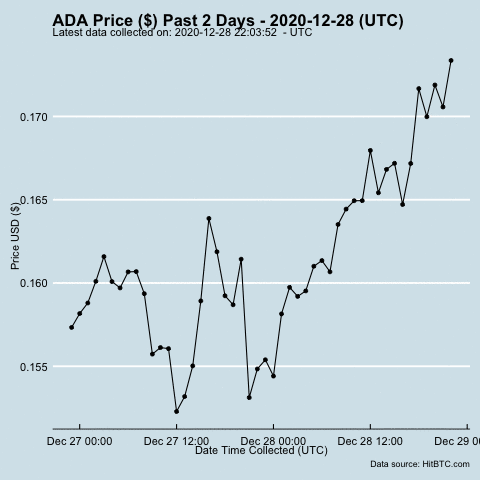 ADA Price ($) Past 2 Days - 2020-12-28 (UTC)
Latest data collected on: 2020-12-28 22:03:52  - UTC
0.170
0.165
0.160
0.155
Price USD ($)
Dec 27 00:00 Dec 27 12:00 Dec 28 00:00 Dec 28 12:00 Dec 29 0
Date Time Collected (UTC)
Data source: HitBTC.com